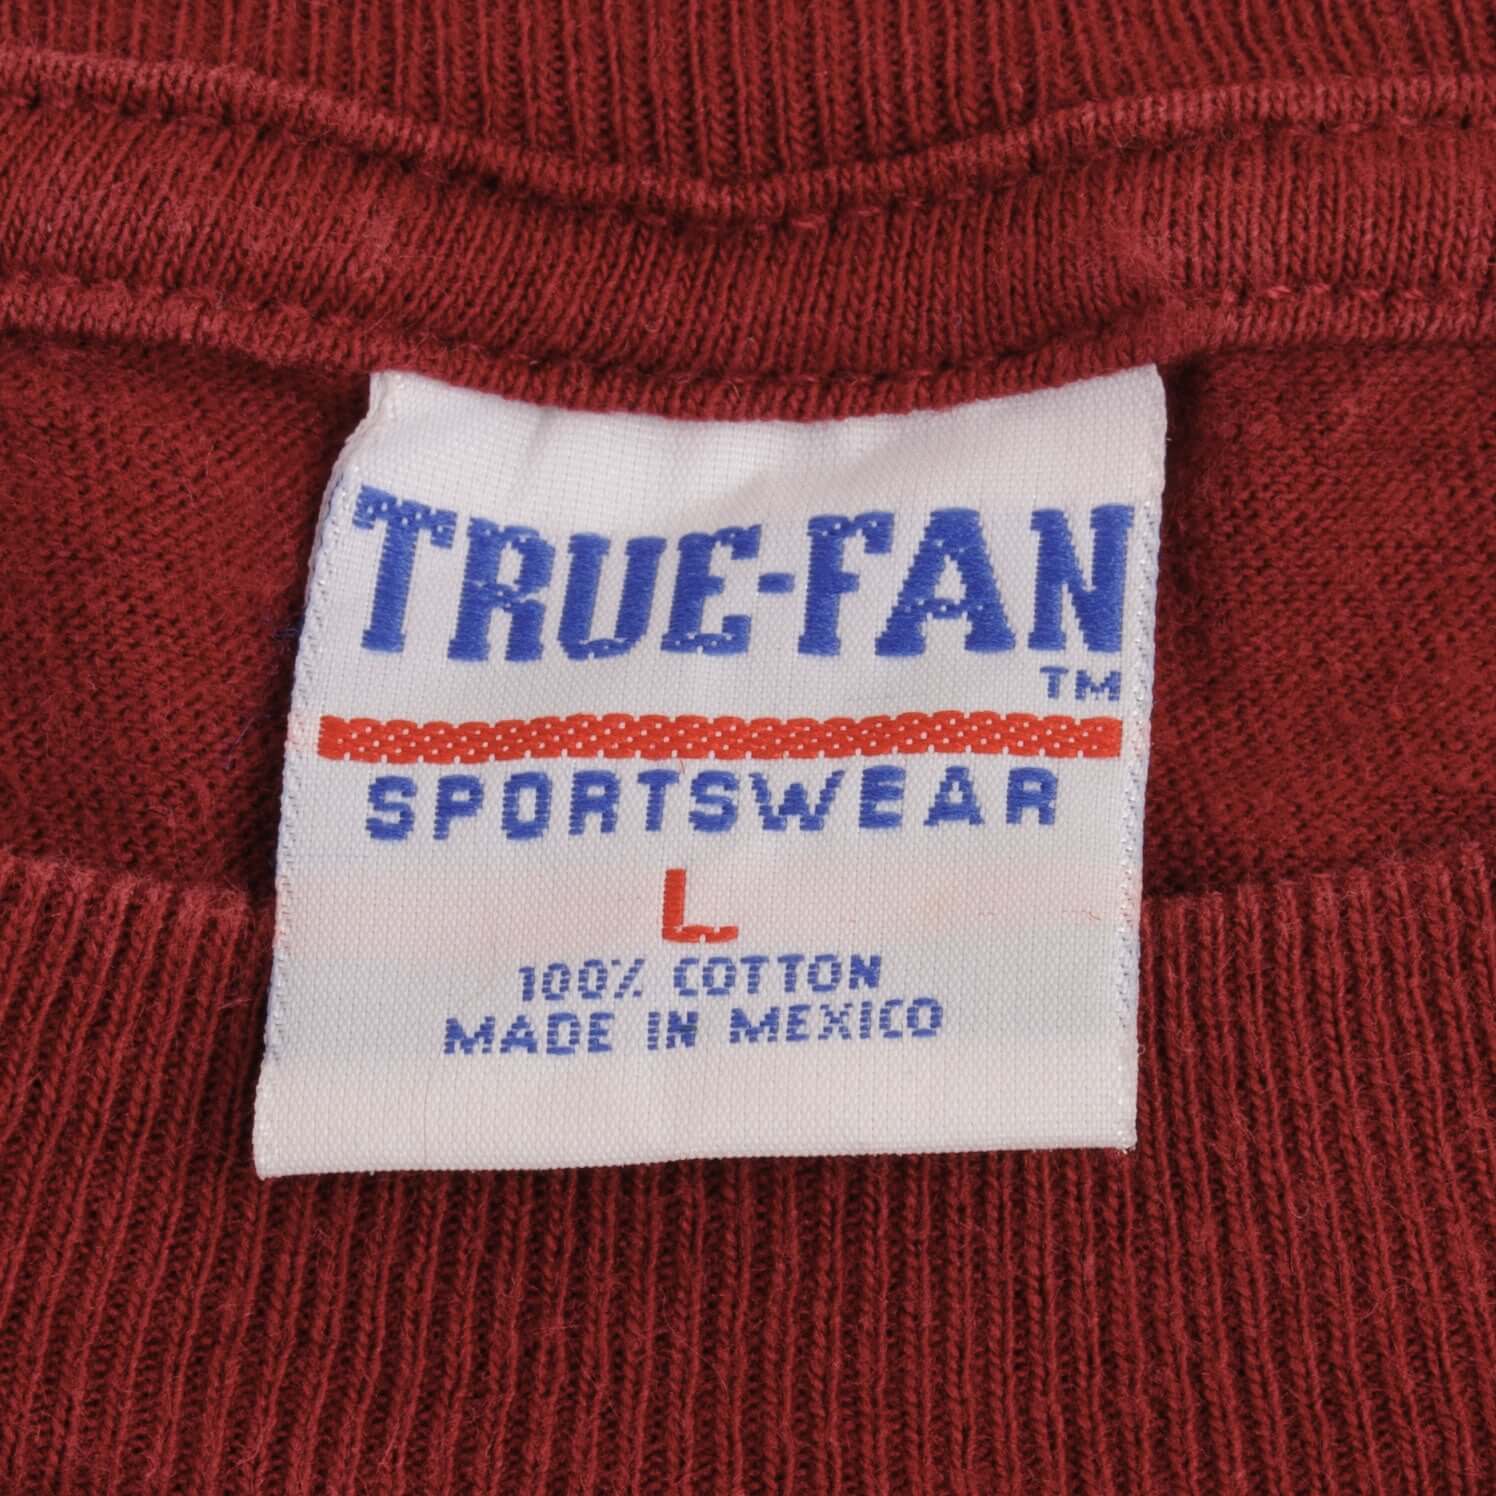 TRUE-FAN
TM
SPORTSWEAR
L
100% COTTON
MADE IN MEXICO